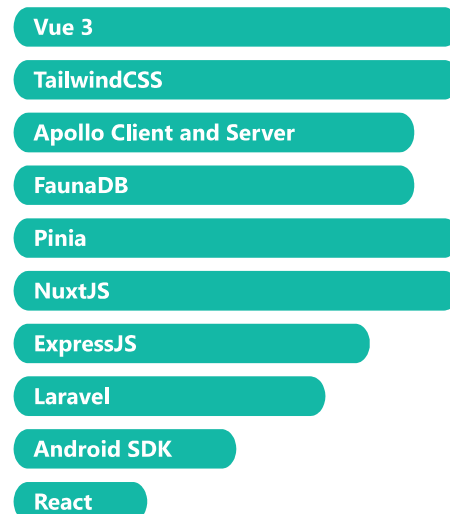 Vue 3
TailwindCSS
Apollo Client and Server
FaunaDB
Pinia
NuxtJS
ExpressJS
Laravel
Android SDK
React